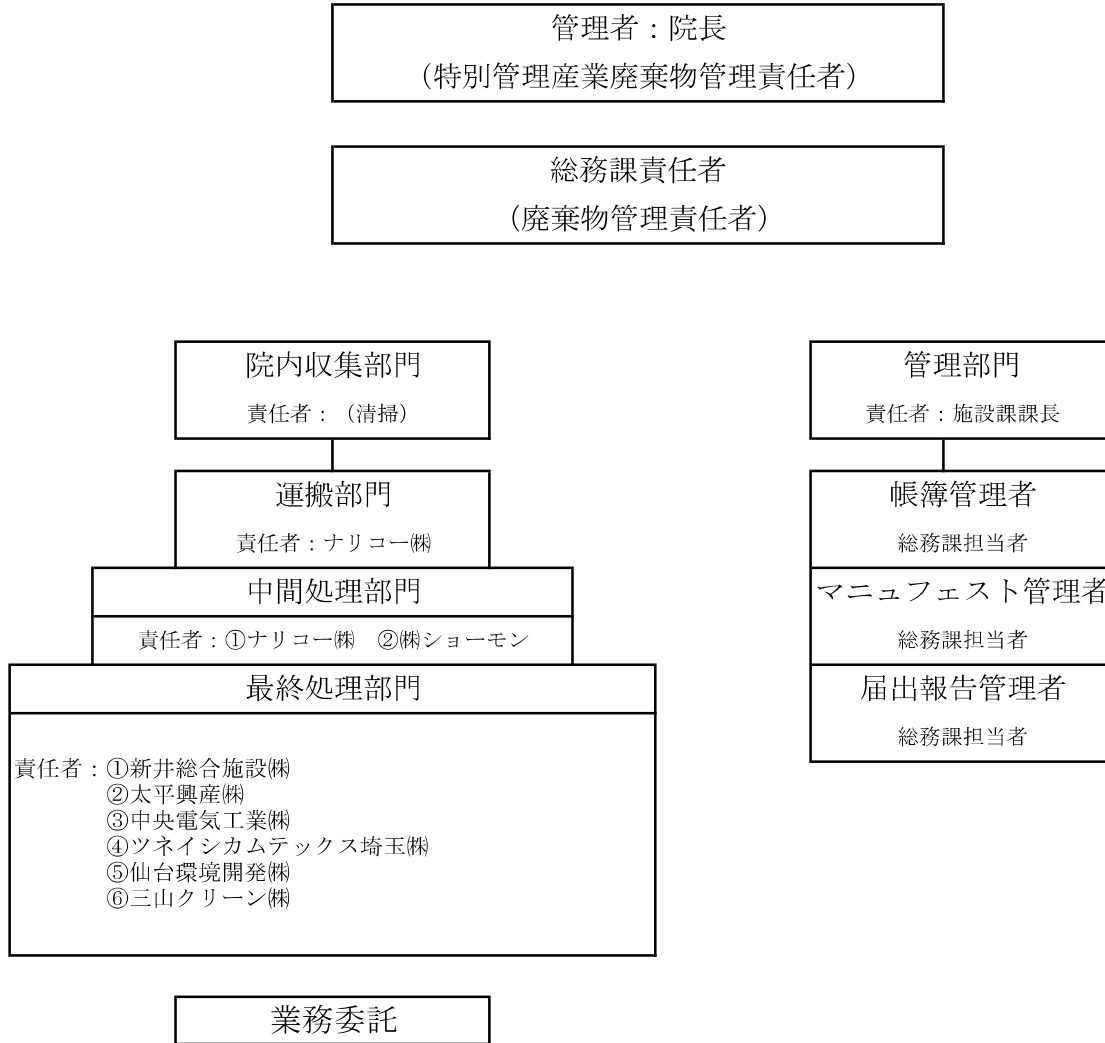 管理者：院長
（特別管理産業廃棄物管理責任者）
総務課責任者
（廃棄物管理責任者）
院内収集部門
責任者：（清掃）
運搬部門
責任者：ナリコー㈱
中間処理部門
責任者：①ナリコー㈱　②㈱ショーモン
最終処理部門
責任者：①新井総合施設㈱
②太平興産㈱
③中央電気工業㈱
④ツネイシカムテックス埼玉㈱
⑤仙台環境開発㈱
⑥三山クリーン㈱
業務委託
管理部門
責任者：施設課課長
帳簿管理者
総務課担当者
マニュフェスト管理者
総務課担当者
届出報告管理者
総務課担当者